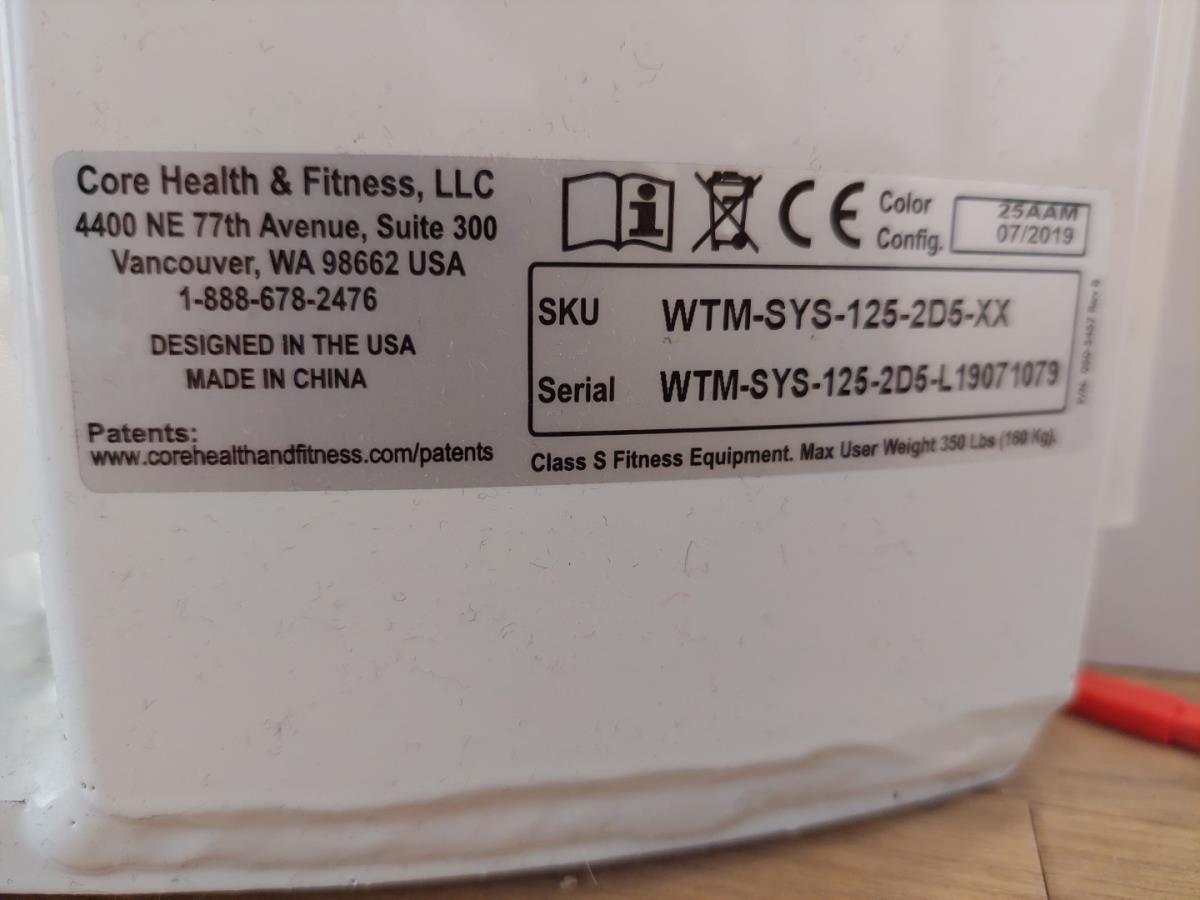 Core Health & Fitness, LLC
4400 NE 77th Avenue, Suite 300
Vancouver, WA 98662 USA
1-888-678-2476
DESIGNED IN THE USA
MADE IN CHINA
Patents:
www.corehealthandfitness.com/patents
Color
Config.
25AAM
07/2019
SKU WTM-SYS-125-2D5-XX
Serial WTM-SYS-125-2D5-L19071079
Class S Fitness Equipment. Max User Weight 350 Lbs (160 Kg).
Rev B